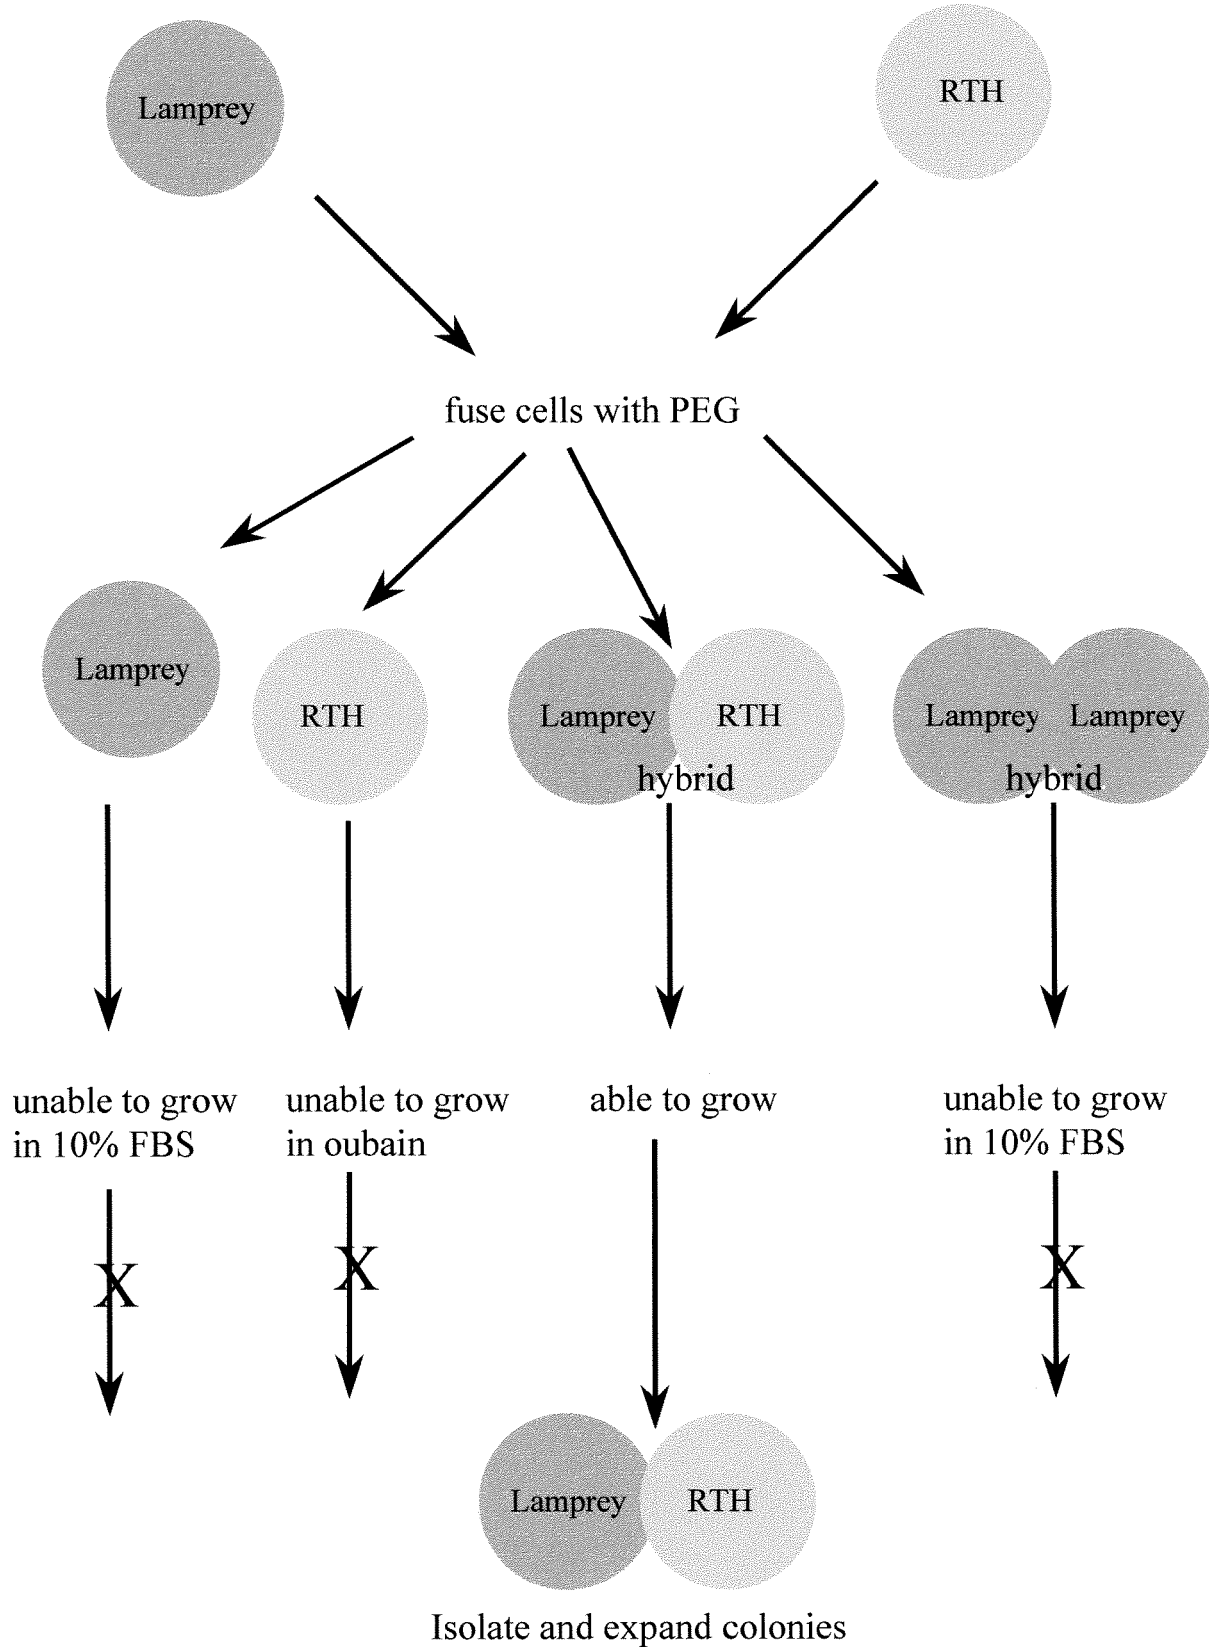 Lamprey
RTH
fuse cells with PEG
Lamprey
RTH
Lamprey
RTH
hybrid
Lamprey
Lamprey
hybrid
unable to grow
in 10% FBS
unable to grow
in oubain
able to grow
unable to grow
in 10% FBS
X
X
X
Lamprey
RTH
Isolate and expand colonies